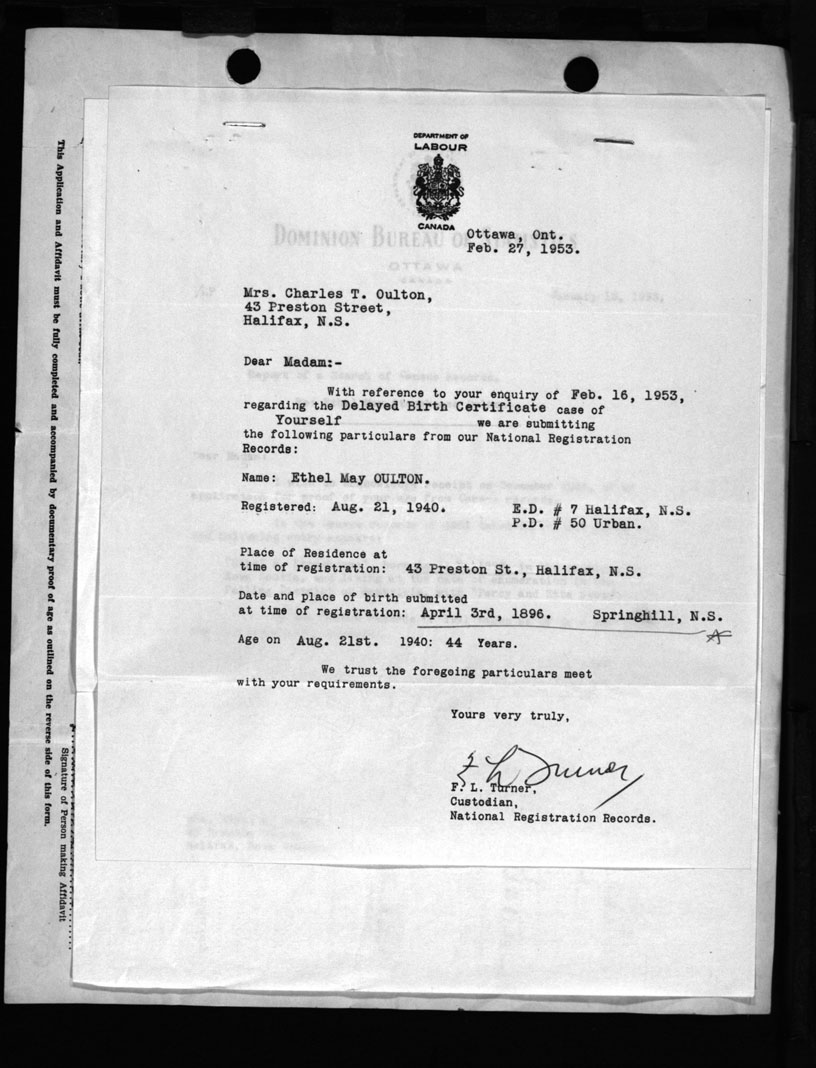 DEPARTMENT OF
LABOUR
CANADA
DOMINION BUREAU OF
OTTAWA
CANADA
Ottawa, Ont.
Feb. 27, 1953.
Mrs. Charles T. Oulton,
43 Preston Street,
Halifax, N.S.
Dear Madam:-
With reference to your enquiry of Feb. 16, 1953,
regarding the Delayed Birth Certificate case of
Yourself we are submitting
the following particulars from our National Registration
Records:
Name: Ethel May OULTON.
Registered: Aug. 21, 1940. E.D. # 7 Halifax, N.S.
P.D. # 50 Urban.
Place of Residence at
time of registration: 43 Preston St., Halifax, N.S.
Date and place of birth submitted
at time of registration: April 3rd, 1896. Springhill, N.S.
Age on Aug. 21st. 1940: 44 Years.
We trust the foregoing particulars meet
with your requirements.
Yours very truly,
F. L. Turner
F. L. Turner,
Custodian,
National Registration Records.
This Application and Affidavit must be fully completed and accompanied by documentary proof of age as outlined on the reverse side of this form.
Signature of Person making Affidavit